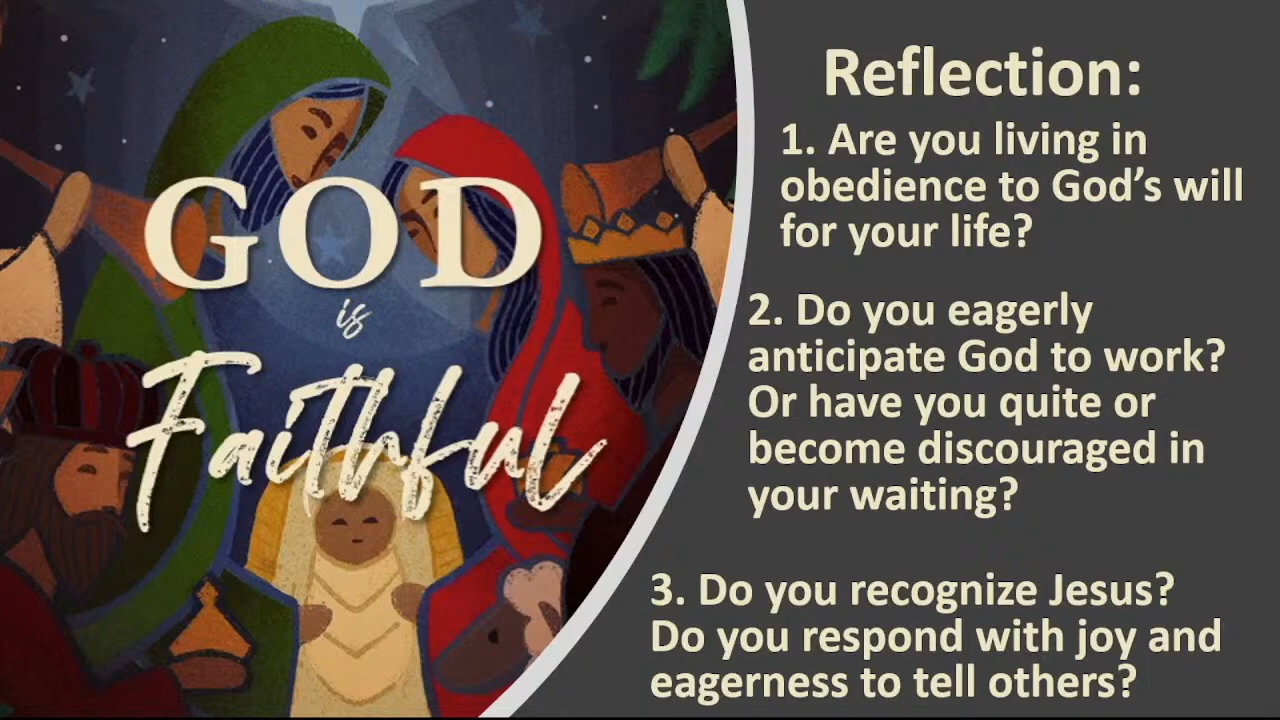 GOD
is
Faithful
Reflection:
1. Are you living in
obedience to God’s will
for your life?
2. Do you eagerly
anticipate God to work?
Or have you quite or
become discouraged in
your waiting?
3. Do you recognize Jesus?
Do you respond with joy and
eagerness to tell others?